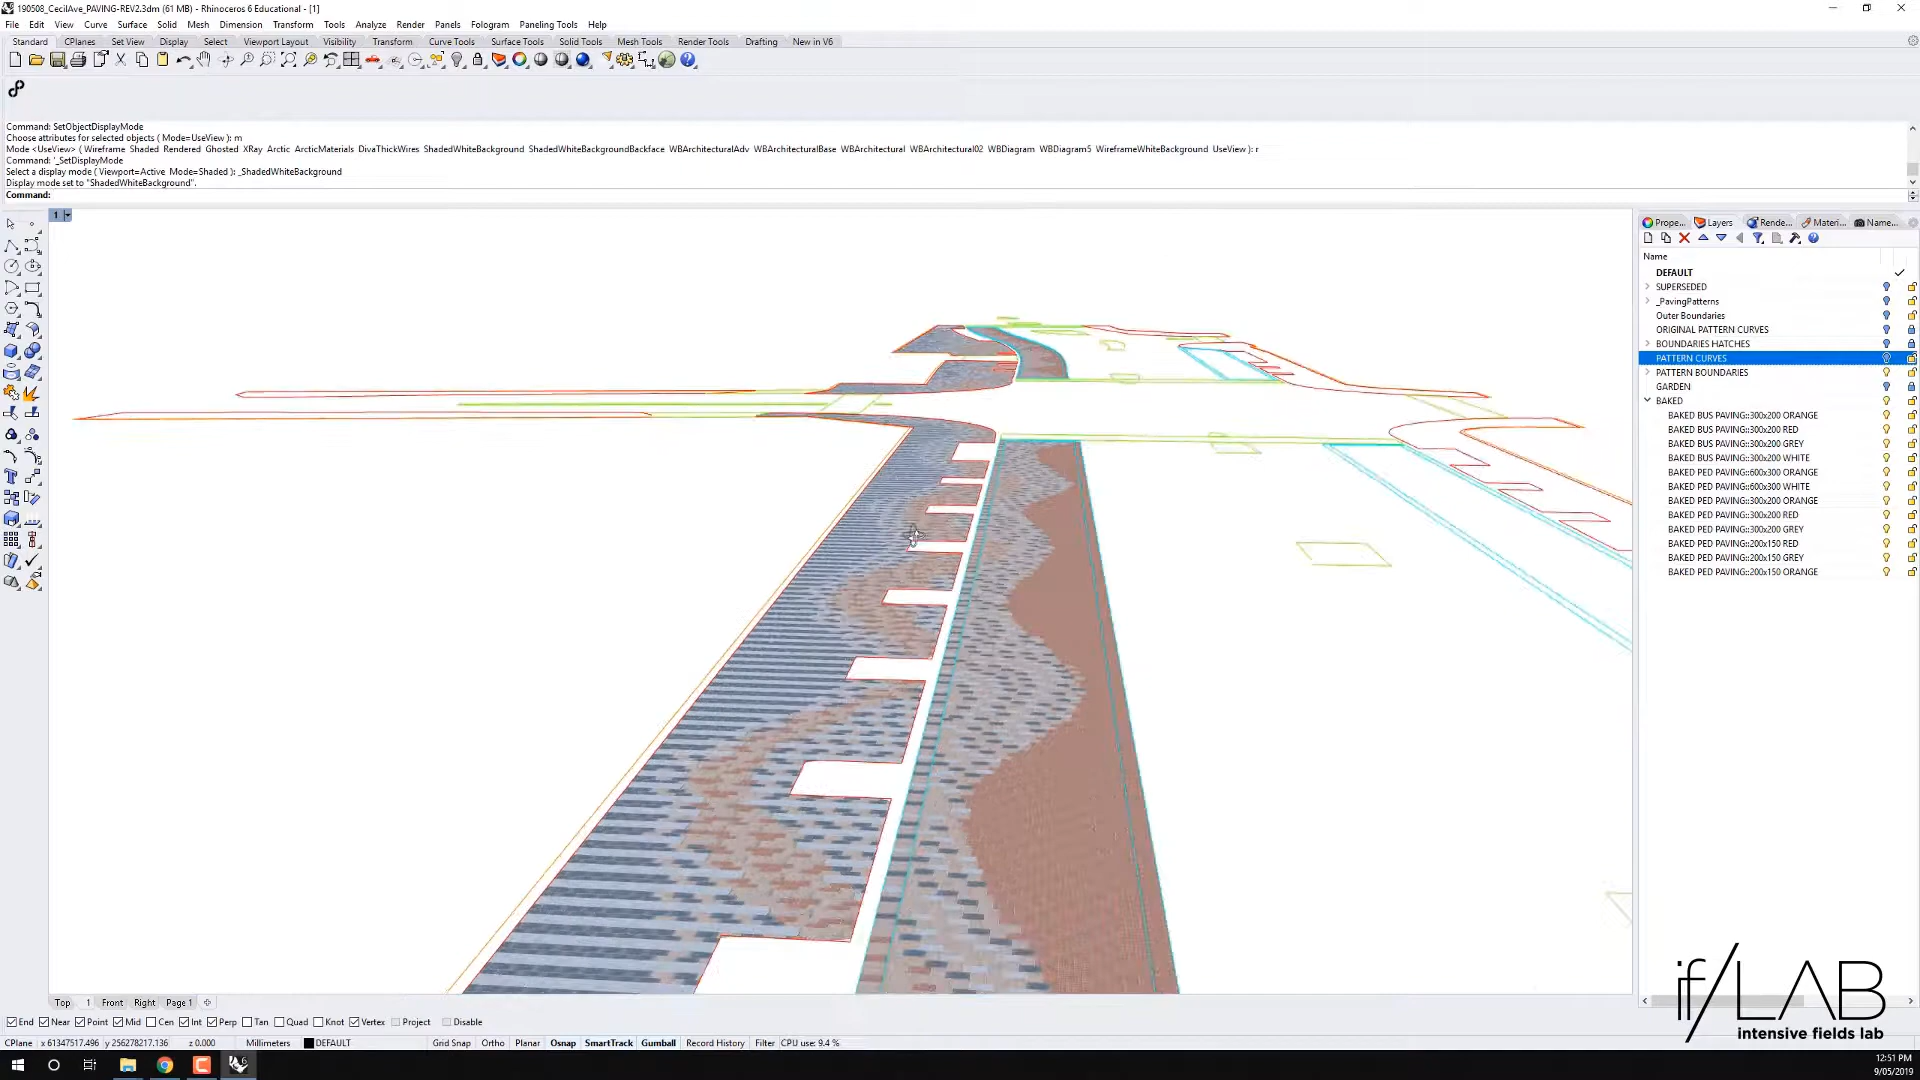 190508_CecilAve_PAVING-REV2.3dm (61 MB) - Rhinoceros 6 Educational - [1]
File Edit View Curve Surface Solid Mesh Dimension Transform Tools Analyze Render Panels Fologram Paneling Tools Help
Standard CPlanes Set View Display Select Viewport Layout Visibility Transform Curve Tools Surface Tools Solid Tools Mesh Tools Render Tools Drafting New in V6
Command: SetObjectDisplayMode
Choose attributes for selected objects ( Mode=UseView ): m
Mode <UseView> ( Wireframe Shaded Rendered Ghosted XRay Arctic ArcticMaterials DivaThickWires ShadedWhiteBackground ShadedWhiteBackgroundBackface WBArchitecturalAdv WBArchitecturalBase WBArchitectural WBArchitectural02 WBDiagram WBDiagram5 WireframeWhiteBackground UseView ): r
Command: '_SetDisplayMode
Select a display mode ( Viewport=Active Mode=Shaded ): _ShadedWhiteBackground
Display mode set to "ShadedWhiteBackground".
Command:
1
Prope... Layers Rende... Materi... Name...
Name
DEFAULT
SUPERSEDED
_PavingPatterns
Outer Boundaries
ORIGINAL PATTERN CURVES
BOUNDARIES HATCHES
PATTERN CURVES
PATTERN BOUNDARIES
GARDEN
BAKED
BAKED BUS PAVING::300x200 ORANGE
BAKED BUS PAVING::300x200 RED
BAKED BUS PAVING::300x200 GREY
BAKED BUS PAVING::300x200 WHITE
BAKED PED PAVING::600x300 ORANGE
BAKED PED PAVING::600x300 WHITE
BAKED PED PAVING::300x200 ORANGE
BAKED PED PAVING::300x200 RED
BAKED PED PAVING::300x200 GREY
BAKED PED PAVING::200x150 RED
BAKED PED PAVING::200x150 GREY
BAKED PED PAVING::200x150 ORANGE
if/LAB
intensive fields lab
Top 1 Front Right Page 1
End Near Point Mid Cen Int Perp Tan Quad Knot Vertex Project Disable
CPlane x 61347517.496 y 256278217.136 z 0.000 Millimeters DEFAULT Grid Snap Ortho Planar Osnap SmartTrack Gumball Record History Filter CPU use: 9.4 %
12:51 PM
9/05/2019